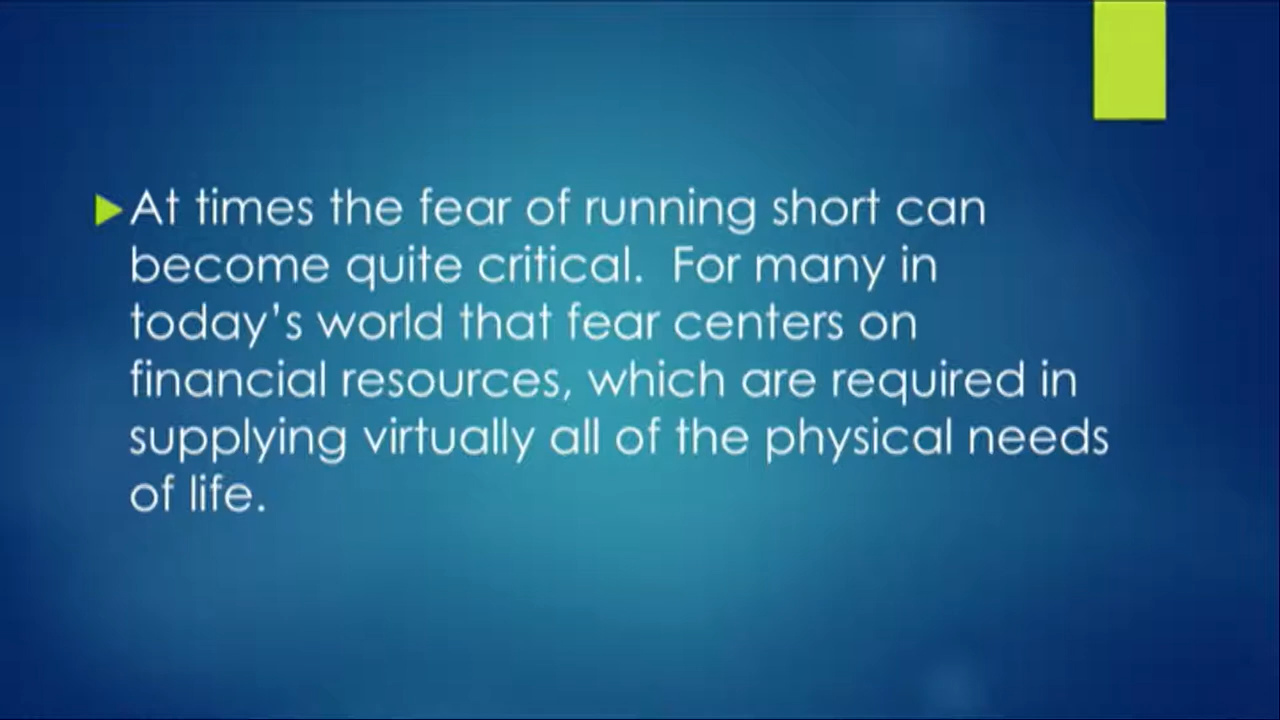 At times the fear of running short can
become quite critical.  For many in
today’s world that fear centers on
financial resources, which are required in
supplying virtually all of the physical needs
of life.